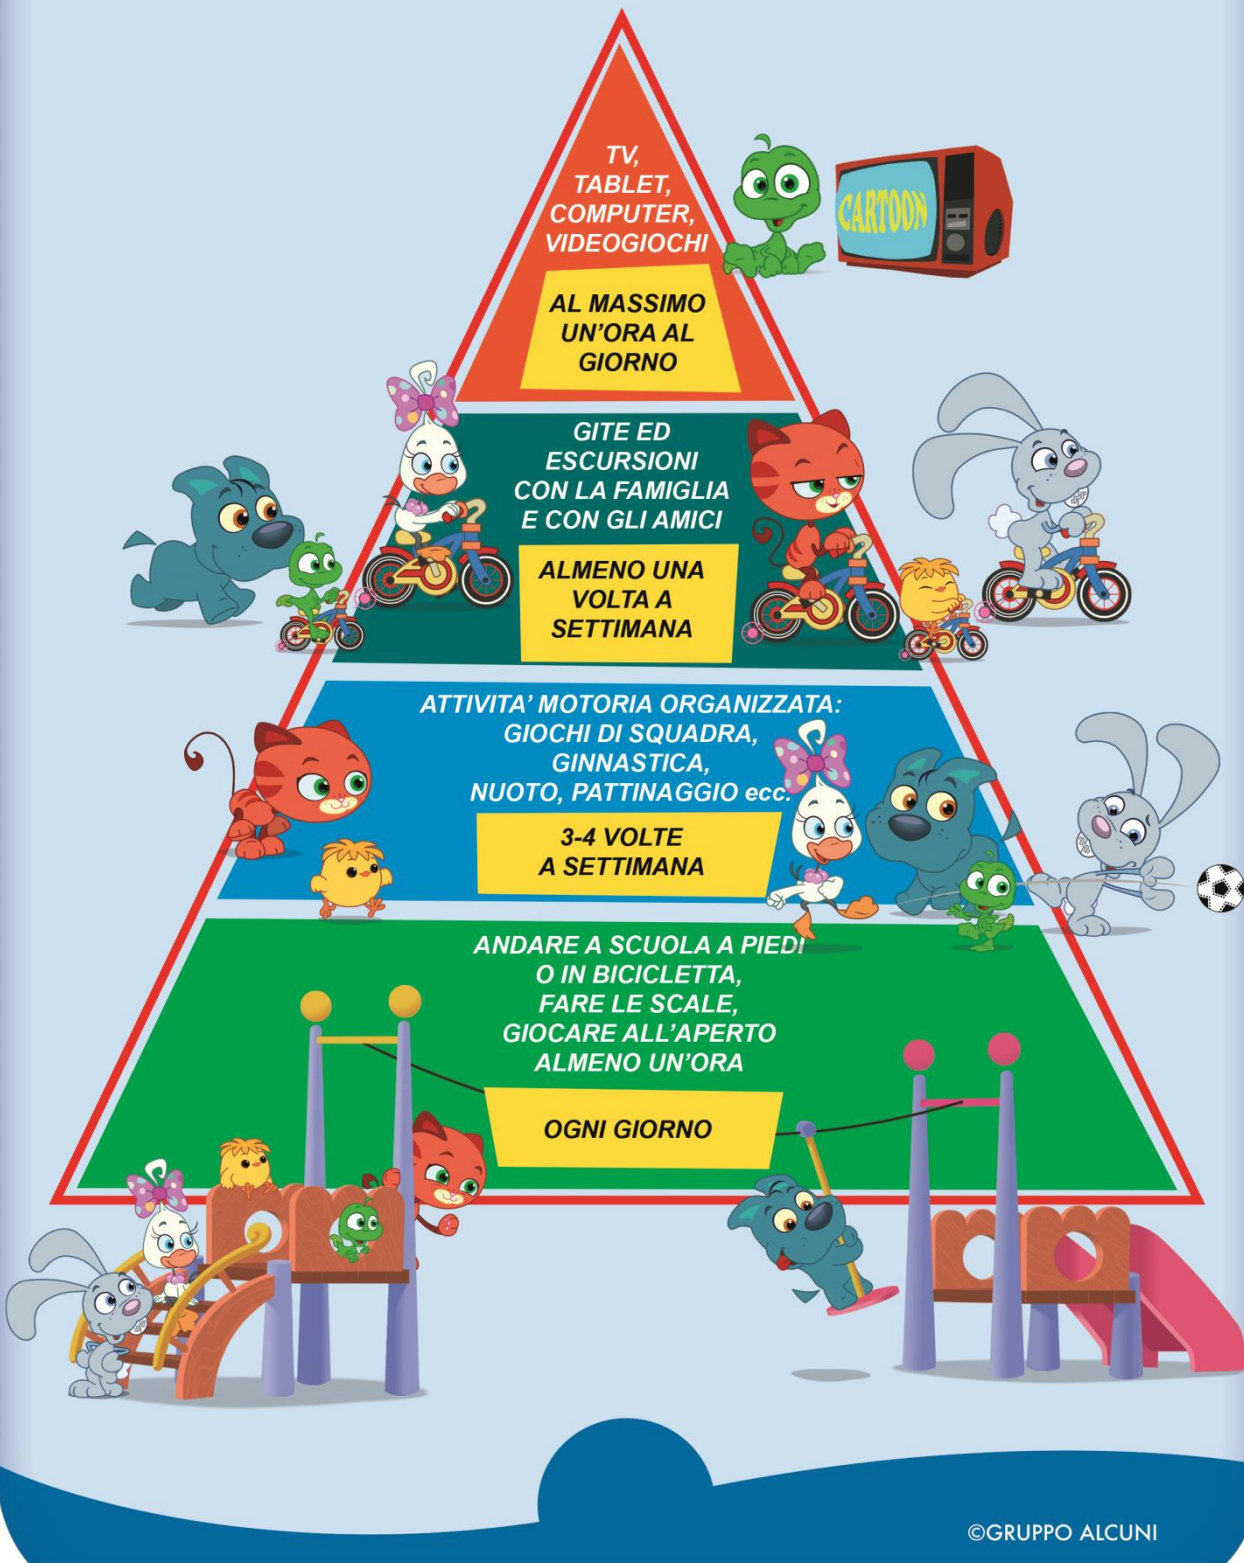 TV,
TABLET,
COMPUTER,
VIDEOGIOCHI
CARTOON
AL MASSIMO
UN'ORA AL
GIORNO
GITE ED
ESCURSIONI
CON LA FAMIGLIA
E CON GLI AMICI
ALMENO UNA
VOLTA A
SETTIMANA
ATTIVITA' MOTORIA ORGANIZZATA:
GIOCHI DI SQUADRA,
GINNASTICA,
NUOTO, PATTINAGGIO ecc.
3-4 VOLTE
A SETTIMANA
ANDARE A SCUOLA A PIEDI
O IN BICICLETTA,
FARE LE SCALE,
GIOCARE ALL'APERTO
ALMENO UN'ORA
OGNI GIORNO
©GRUPPO ALCUNI